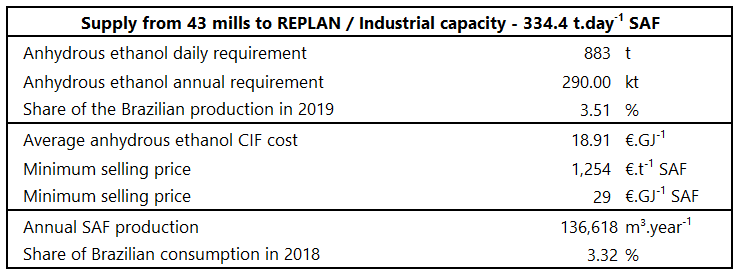 Supply from 43 mills to REPLAN / Industrial capacity - 334.4 t.day⁻¹ SAF
Anhydrous ethanol daily requirement 883 t
Anhydrous ethanol annual requirement 290.00 kt
Share of the Brazilian production in 2019 3.51 %
Average anhydrous ethanol CIF cost 18.91 €.GJ⁻¹
Minimum selling price 1,254 €.t⁻¹ SAF
Minimum selling price 29 €.GJ⁻¹ SAF
Annual SAF production 136,618 m³.year⁻¹
Share of Brazilian consumption in 2018 3.32 %